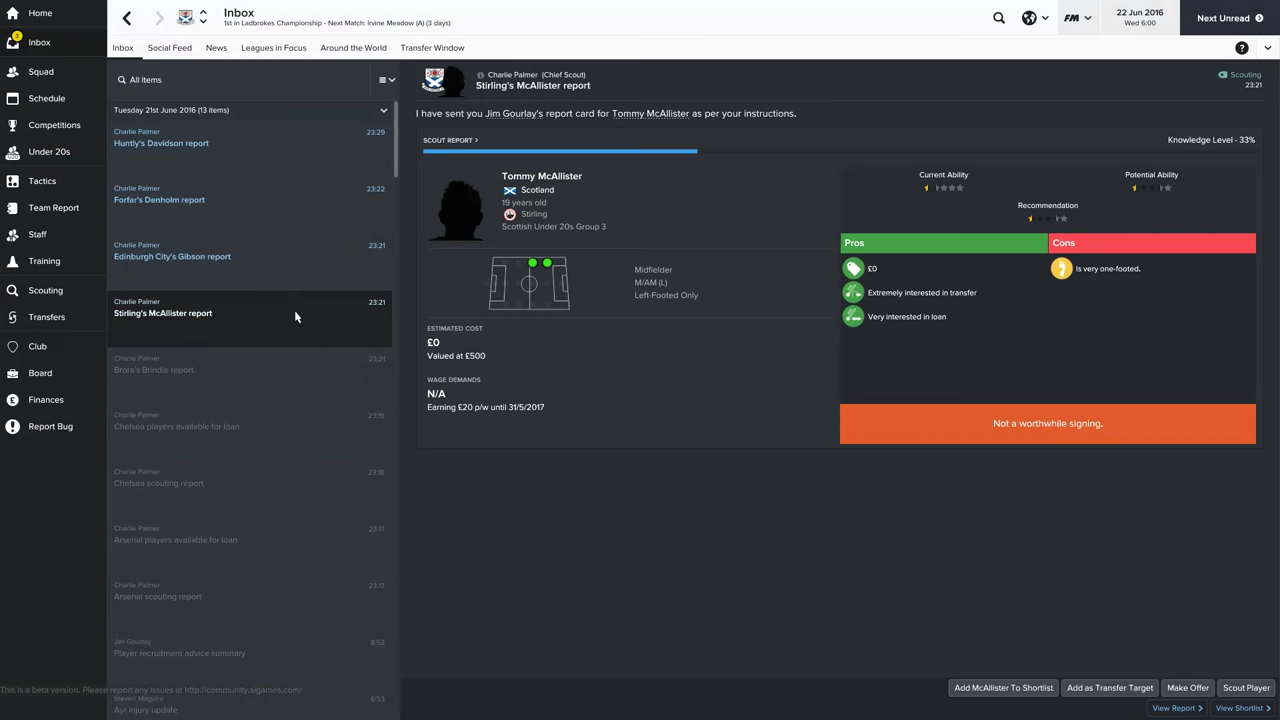 Home
3
Inbox
Squad
Schedule
Competitions
Under 20s
Tactics
Team Report
Staff
Training
Scouting
Transfers
Club
Board
Finances
Report Bug
Inbox
1st in Ladbrokes Championship - Next Match: Irvine Meadow (A) (3 days)
FM
22 Jun 2016
Wed 6:00
Next Unread
Inbox
Social Feed
News
Leagues in Focus
Around the World
Transfer Window
?
All Items
Tuesday 21st June 2016 (13 items)
Charlie Palmer 23:29
Huntly's Davidson report
Charlie Palmer 23:22
Forfar's Denholm report
Charlie Palmer 23:21
Edinburgh City's Gibson report
Charlie Palmer 23:21
Stirling's McAllister report
Charlie Palmer 23:21
Brora's Brindle report
Charlie Palmer 23:19
Chelsea players available for loan
Charlie Palmer 23:18
Chelsea scouting report
Charlie Palmer 23:17
Arsenal players available for loan
Charlie Palmer 23:17
Arsenal scouting report
Jim Gourlay 8:52
Player recruitment advice summary
This is a beta version. Please report any issues at http://community.sigames.com/
Steven Maguire 6:53
Ayr injury update
Charlie Palmer (Chief Scout)
Stirling's McAllister report
Scouting
23:21
I have sent you Jim Gourlay's report card for Tommy McAllister as per your instructions.
SCOUT REPORT >
Knowledge Level - 33%
Tommy McAllister
Scotland
19 years old
Stirling
Scottish Under 20s Group 3
Midfielder
M/AM (L)
Left-Footed Only
ESTIMATED COST
£0
Valued at £500
WAGE DEMANDS
N/A
Earning £20 p/w until 31/5/2017
Current Ability
Potential Ability
Recommendation
Pros
Cons
£0
Extremely interested in transfer
Very interested in loan
Is very one-footed.
Not a worthwhile signing.
Add McAllister To Shortlist
Add as Transfer Target
Make Offer
Scout Player
View Report >
View Shortlist >